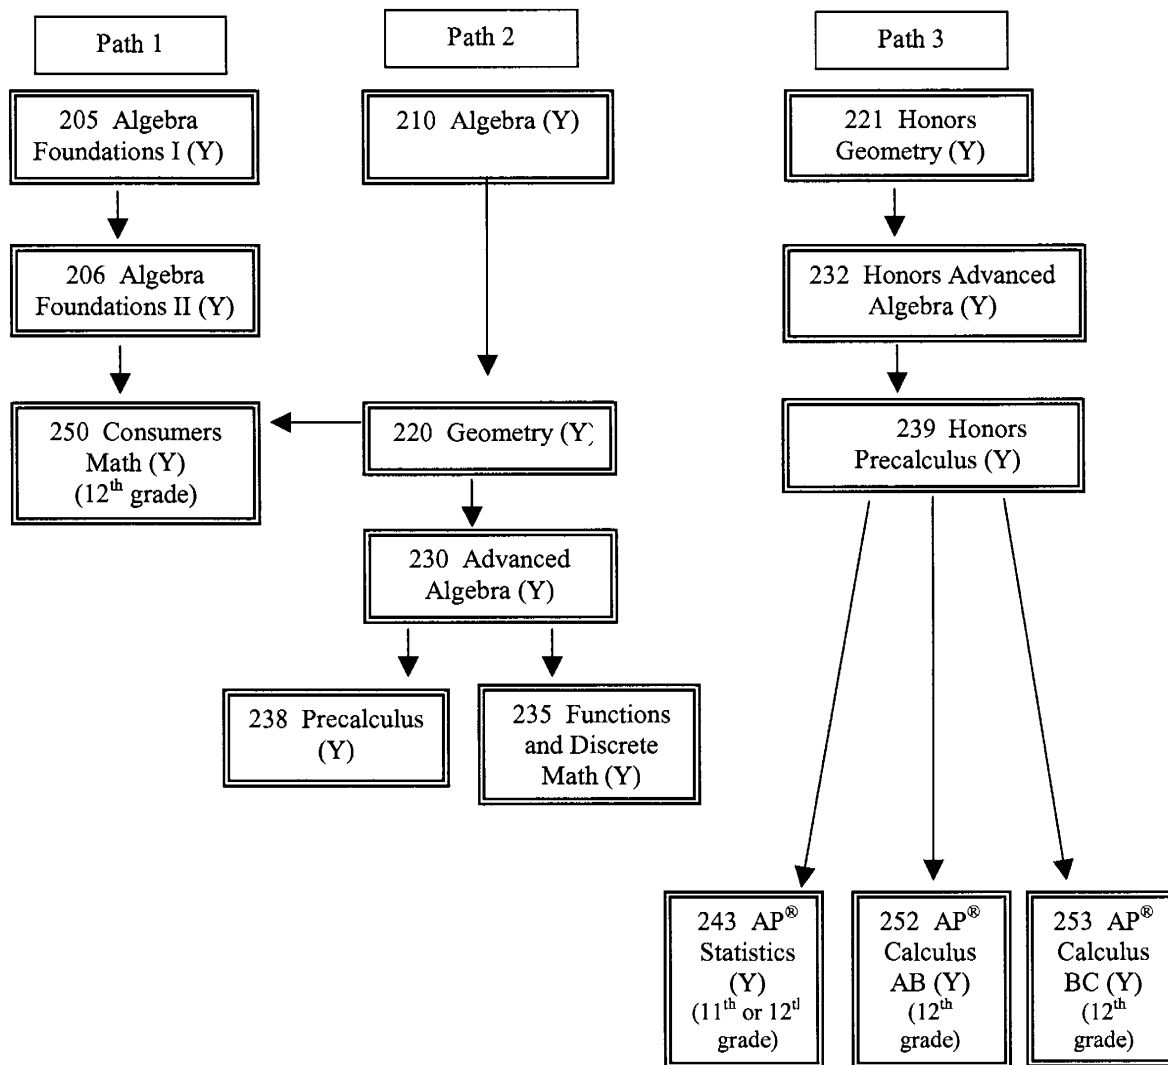 Path 1
Path 2
Path 3
205 Algebra
Foundations I (Y)
210 Algebra (Y)
221 Honors
Geometry (Y)
206 Algebra
Foundations II (Y)
232 Honors Advanced
Algebra (Y)
250 Consumers
Math (Y)
(12th grade)
220 Geometry (Y)
239 Honors
Precalculus (Y)
230 Advanced
Algebra (Y)
238 Precalculus
(Y)
235 Functions
and Discrete
Math (Y)
243 AP®
Statistics
(Y)
(11th or 12th
grade)
252 AP®
Calculus
AB (Y)
(12th
grade)
253 AP®
Calculus
BC (Y)
(12th
grade)